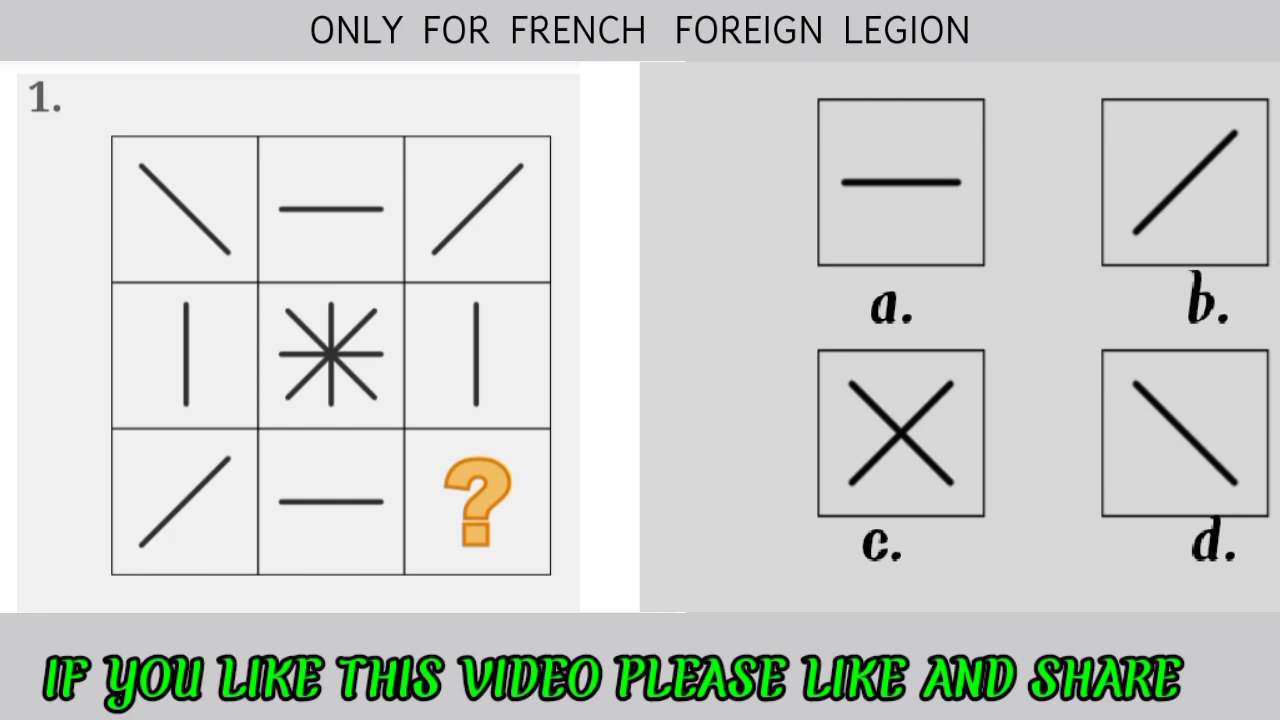 ONLY FOR FRENCH FOREIGN LEGION
1.
?
a.
b.
c.
d.
IF YOU LIKE THIS VIDEO PLEASE LIKE AND SHARE